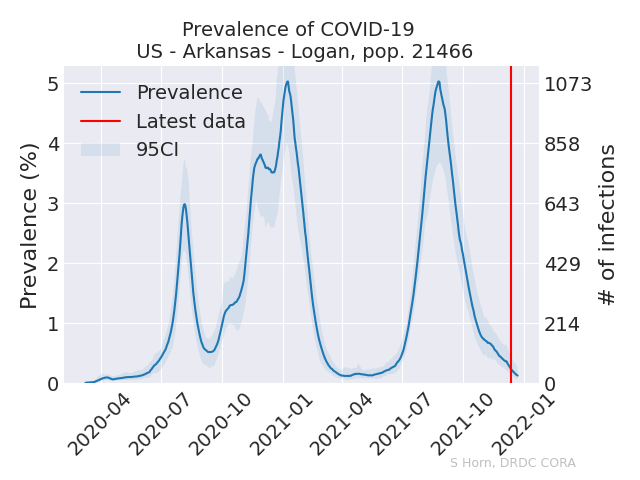 Prevalence of COVID-19
US - Arkansas - Logan, pop. 21466
Prevalence
Latest data
95CI
Prevalence (%)
5
4
3
2
1
0
1073
858
643
429
214
0
# of infections
2020-04
2020-07
2020-10
2021-01
2021-04
2021-07
2021-10
2022-01
S Horn, DRDC CORA